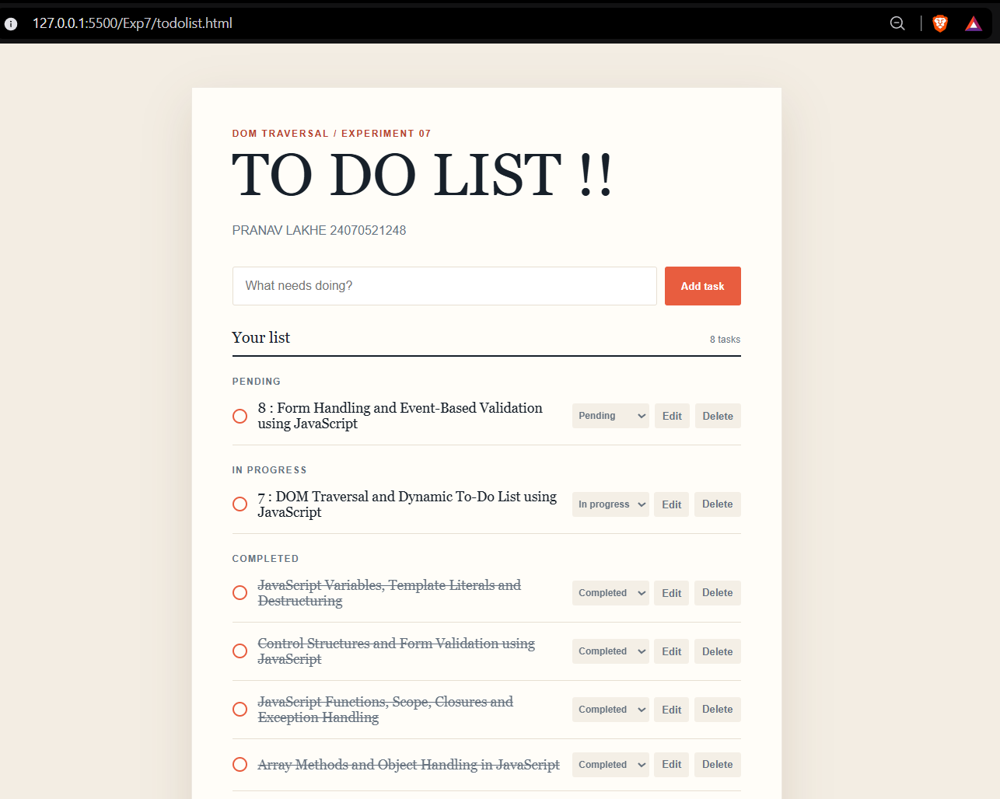 127.0.0.1:5500/Exp7/todolist.html
DOM TRAVERSAL / EXPERIMENT 07
TO DO LIST !!
PRANAV LAKHE 24070521248
What needs doing?
Add task
Your list
8 tasks
PENDING
8 : Form Handling and Event-Based Validation
using JavaScript
Pending
Edit
Delete
IN PROGRESS
7 : DOM Traversal and Dynamic To-Do List using
JavaScript
In progress
Edit
Delete
COMPLETED
JavaScript Variables, Template Literals and
Destructuring
Completed
Edit
Delete
Control Structures and Form Validation using
JavaScript
Completed
Edit
Delete
JavaScript Functions, Scope, Closures and
Exception Handling
Completed
Edit
Delete
Array Methods and Object Handling in JavaScript
Completed
Edit
Delete